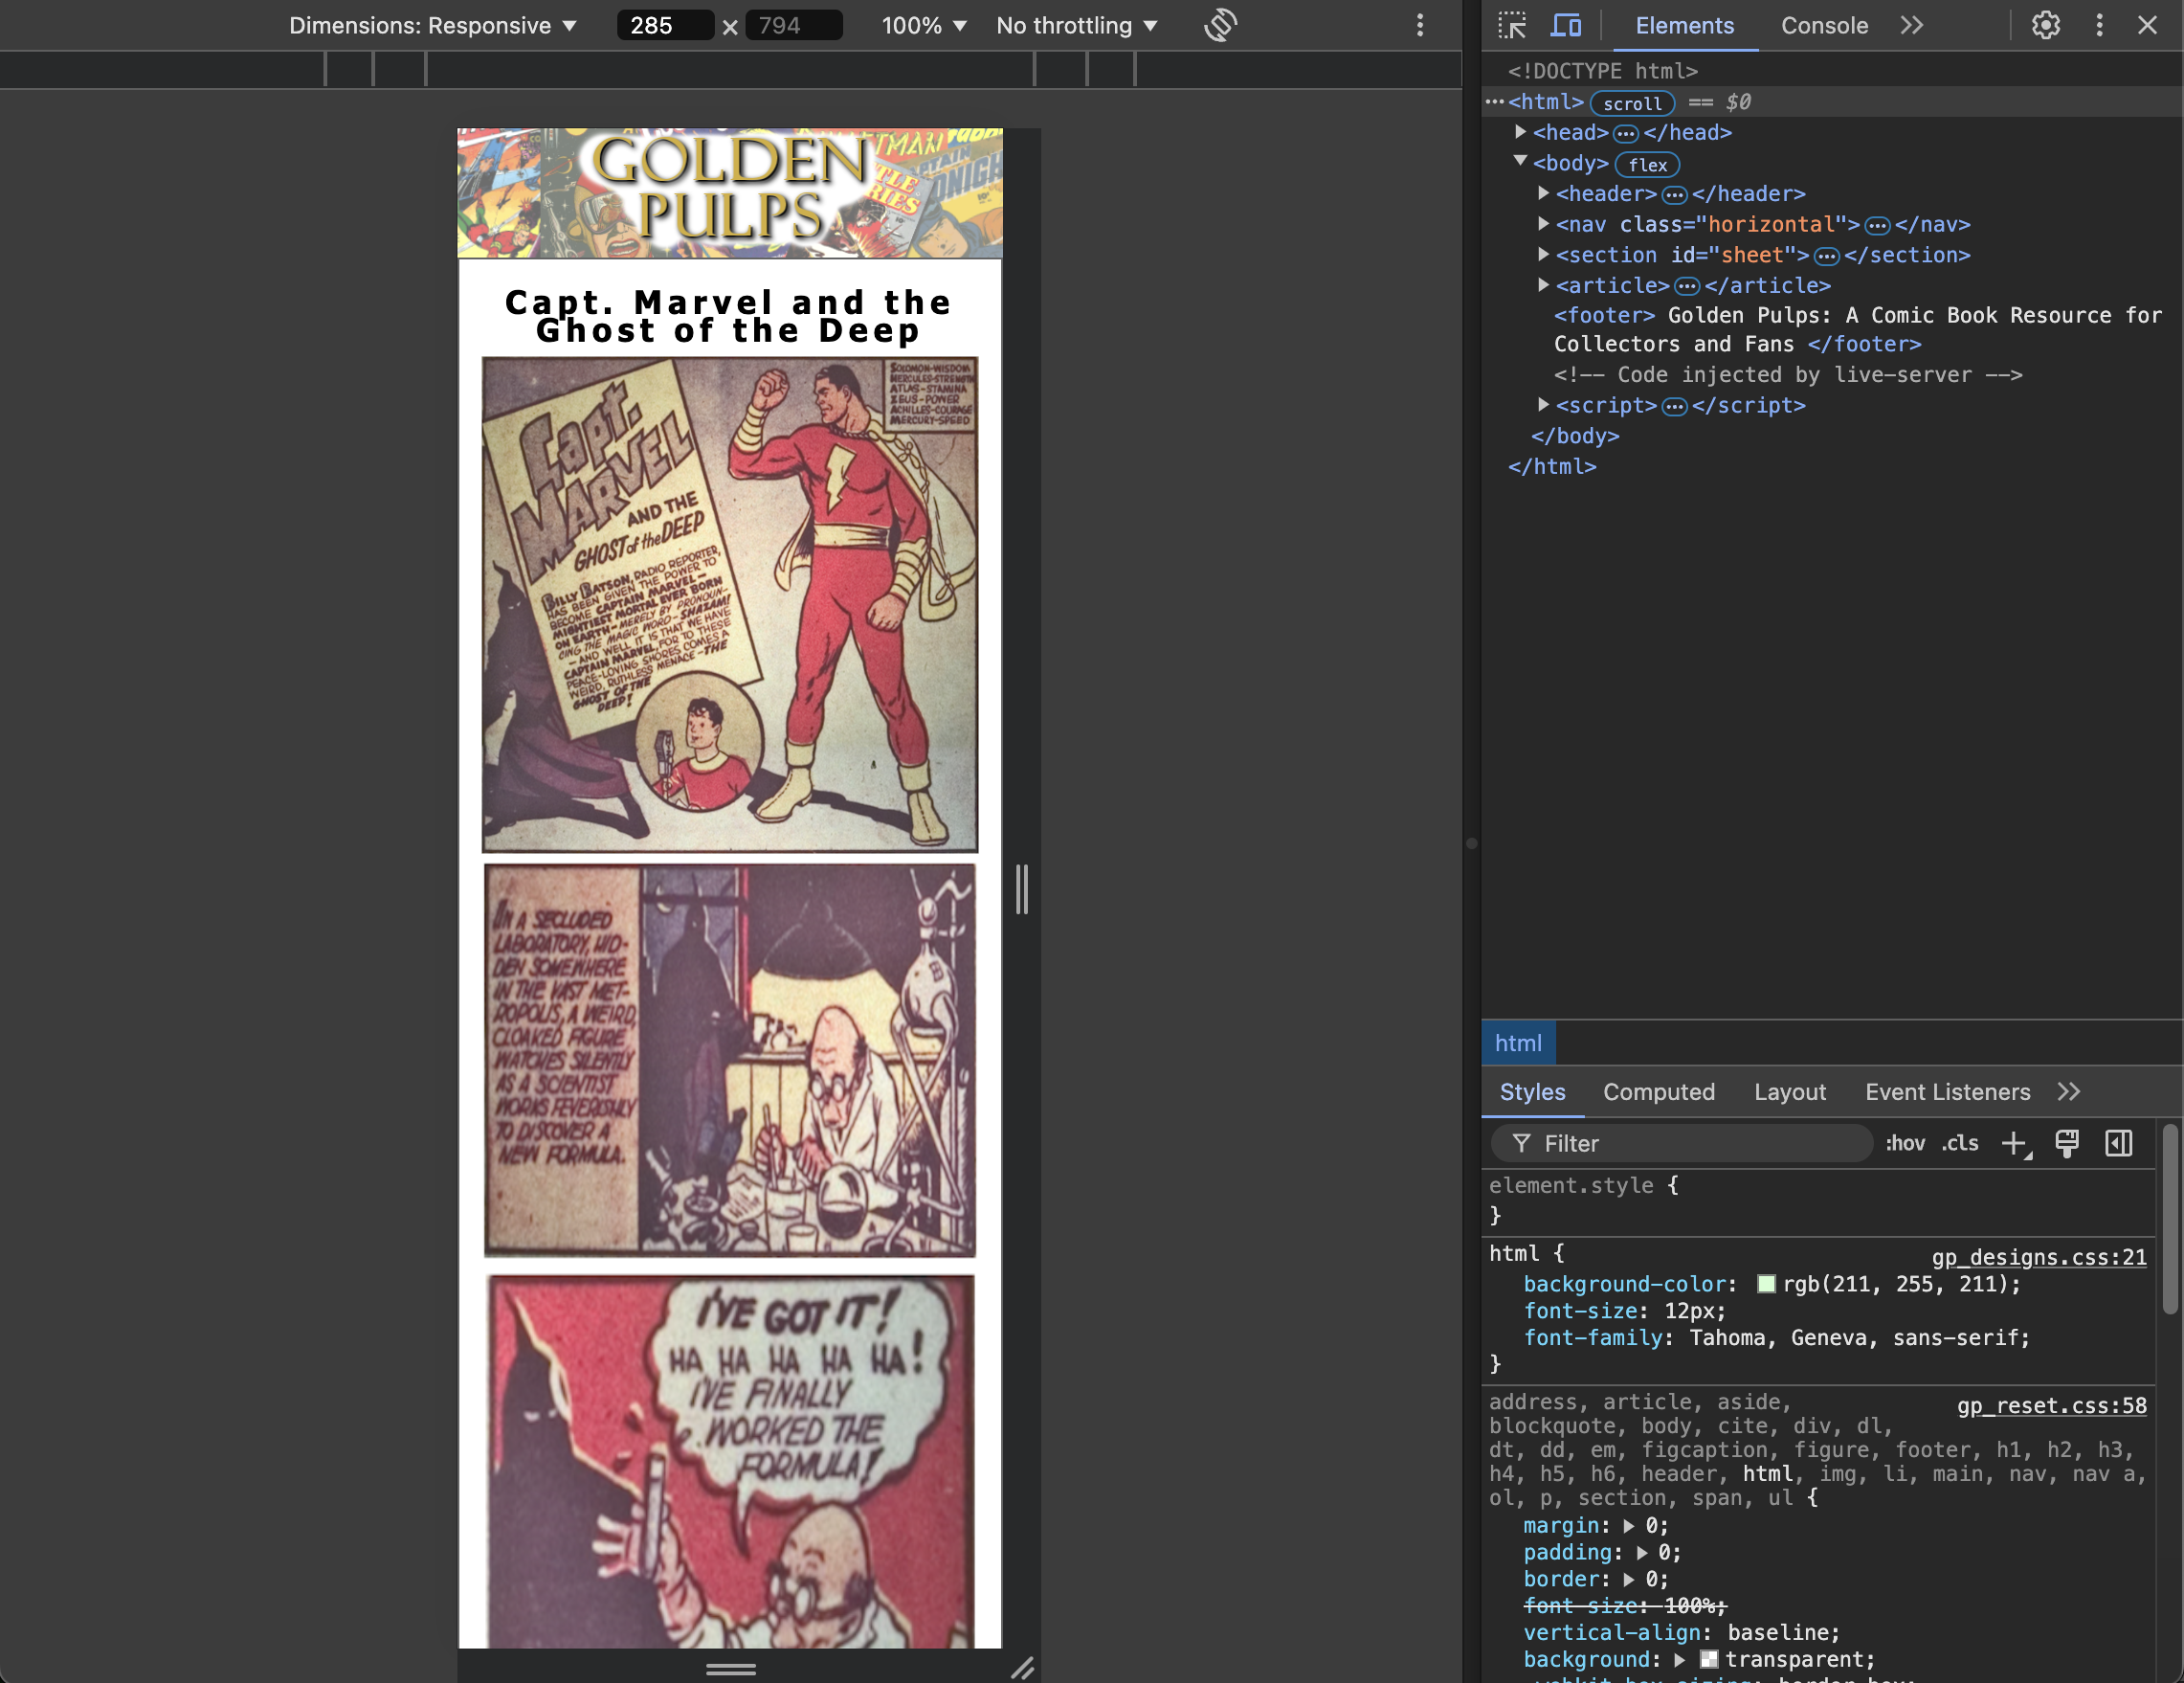 Dimensions: Responsive ▼ 285 × 794 100% ▼ No throttling ▼
GOLDEN
PULPS
Capt. Marvel and the
Ghost of the Deep
SOLOMON-WISDOM
HERCULES-STRENGTH
ATLAS-STAMINA
ZEUS-POWER
ACHILLES-COURAGE
MERCURY-SPEED
Capt.
MARVEL
AND THE
GHOST of the DEEP
BILLY BATSON, RADIO REPORTER,
HAS BEEN GIVEN THE POWER TO
BECOME CAPTAIN MARVEL—
MIGHTIEST MORTAL EVER BORN
ON EARTH—MERELY BY PRONOUN-
CING THE MAGIC WORD—SHAZAM!
—AND WELL IT IS THAT WE HAVE
CAPTAIN MARVEL, FOR TO THESE
PEACE-LOVING SHORES COMES A
WEIRD, RUTHLESS MENACE—THE
GHOST OF THE
DEEP!
IN A SECLUDED
LABORATORY, HID-
DEN SOMEWHERE
IN THE VAST MET-
ROPOLIS, A WEIRD,
CLOAKED FIGURE
WATCHES SILENTLY
AS A SCIENTIST
WORKS FEVERISHLY
TO DISCOVER A
NEW FORMULA.
I'VE GOT IT!
HA HA HA HA HA!
I'VE FINALLY
WORKED THE
FORMULA!
Elements Console
<!DOCTYPE html>
<html> scroll == $0
<head> </head>
<body> flex
<header> </header>
<nav class="horizontal"> </nav>
<section id="sheet"> </section>
<article> </article>
<footer> Golden Pulps: A Comic Book Resource for
Collectors and Fans </footer>
<!-- Code injected by live-server -->
<script> </script>
</body>
</html>
html
Styles Computed Layout Event Listeners
Filter :hov .cls
element.style {
}
html { gp_designs.css:21
background-color: rgb(211, 255, 211);
font-size: 12px;
font-family: Tahoma, Geneva, sans-serif;
}
address, article, aside, gp_reset.css:58
blockquote, body, cite, div, dl,
dt, dd, em, figcaption, figure, footer, h1, h2, h3,
h4, h5, h6, header, html, img, li, main, nav, nav a,
ol, p, section, span, ul {
margin: 0;
padding: 0;
border: 0;
font-size: 100%;
vertical-align: baseline;
background: transparent;